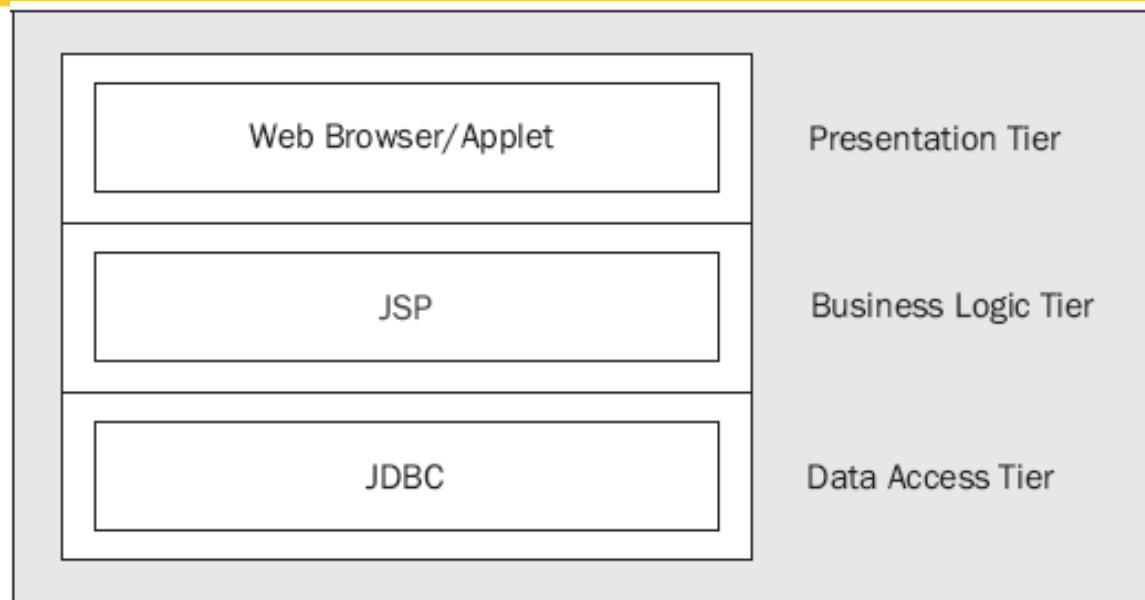 Web Browser/Applet
Presentation Tier
JSP
Business Logic Tier
JDBC
Data Access Tier